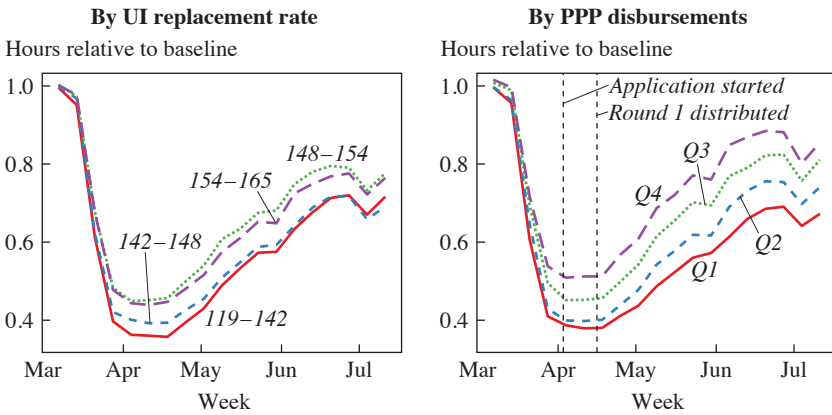 By UI replacement rate
Hours relative to baseline
1.0
0.8
0.6
0.4
148–154
154–165
142–148
119–142
Mar Apr May Jun Jul
Week
By PPP disbursements
Hours relative to baseline
1.0
0.8
0.6
0.4
Application started
Round 1 distributed
Q3
Q4
Q2
Q1
Mar Apr May Jun Jul
Week